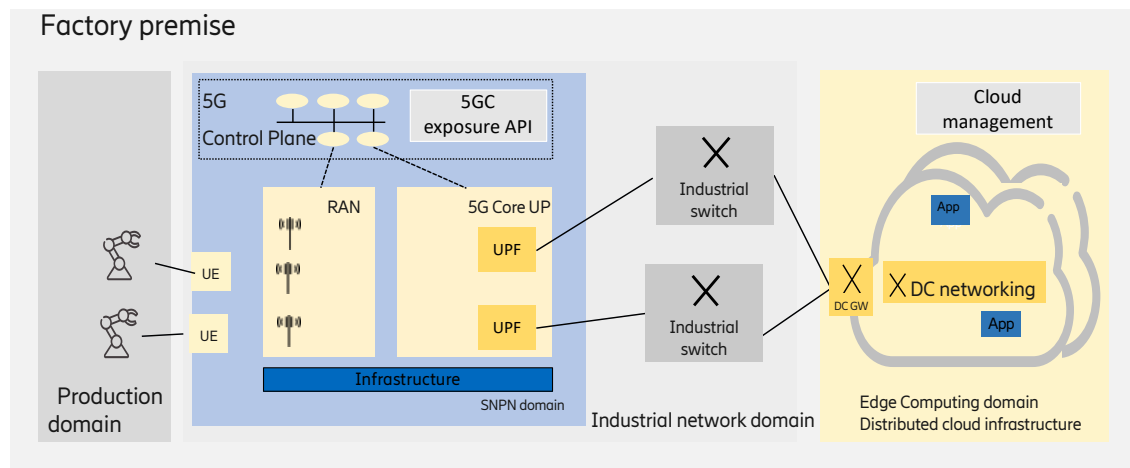 Factory premise
5G
Control Plane
5GC
exposure API
Cloud
management
RAN
5G Core UP
UPF
UPF
UE
UE
Industrial
switch
Industrial
switch
App
DC GW
DC networking
App
Infrastructure
SNPN domain
Production
domain
Industrial network domain
Edge Computing domain
Distributed cloud infrastructure